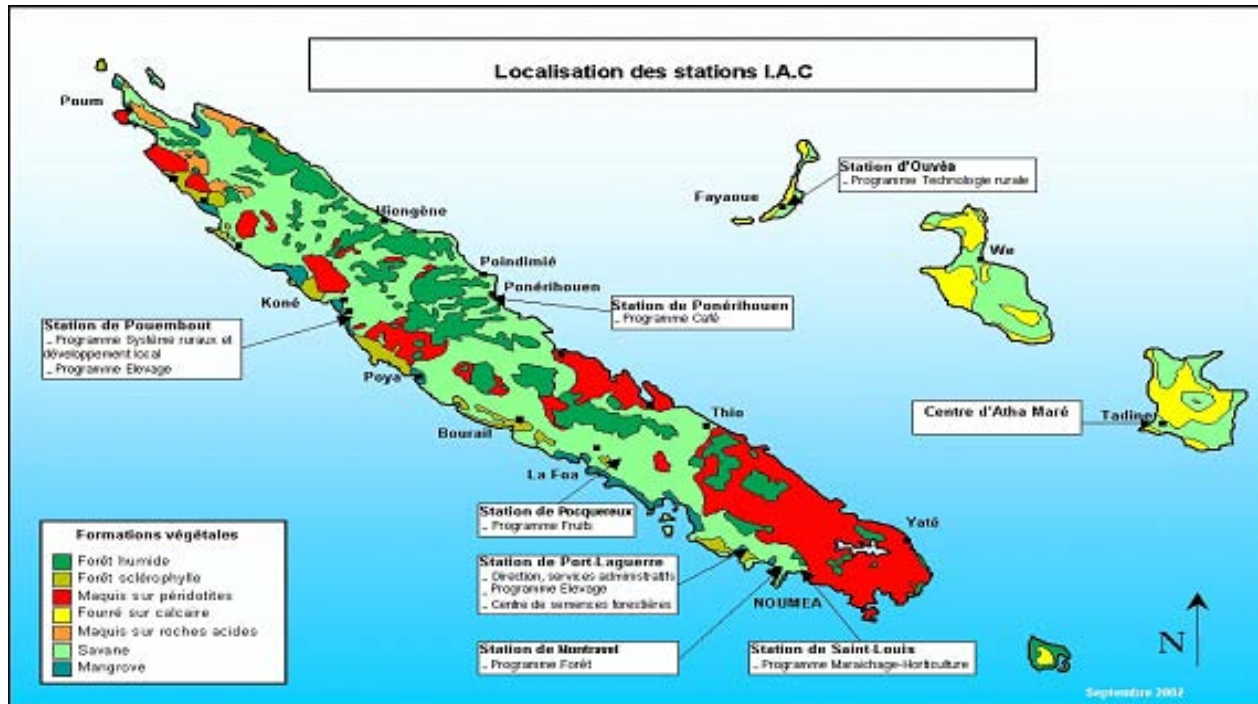 Localisation des stations I.A.C
Poum
Hiengène
Poindimié
Ponérihouen
Koné
Poya
Bourail
La Foa
Thio
Yaté
NOUMEA
Fayaoue
We
Tadine
Station d'Ouvéa
- Programme Technologie rurale
Station de Ponérihouen
- Programme Café
Station de Pouembout
- Programme Système ruraux et
développement local
- Programme Elevage
Centre d'Atha Maré
Station de Pocquereux
- Programme Fruits
Station de Port-Laguerre
- Direction, services administratifs
- Programme Elevage
- Centre de semences forestières
Station de Montravel
- Programme Forêt
Station de Saint-Louis
- Programme Maraichage-Horticulture
Formations végétales
Forêt humide
Forêt sclérophylle
Maquis sur péridotites
Fourré sur calcaire
Maquis sur roches acides
Savane
Mangrove
N
Septembre 2002